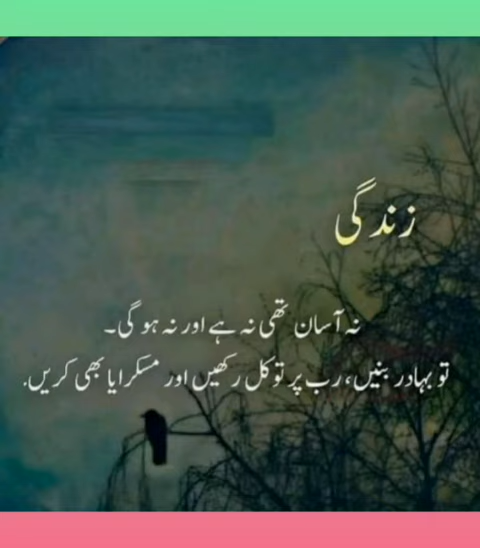 زندگی
نہ آسان تھی نہ ہے اور نہ ہو گی۔
تو بہادر بنیں، رب پر توکل رکھیں اور مسکرایا بھی کریں.